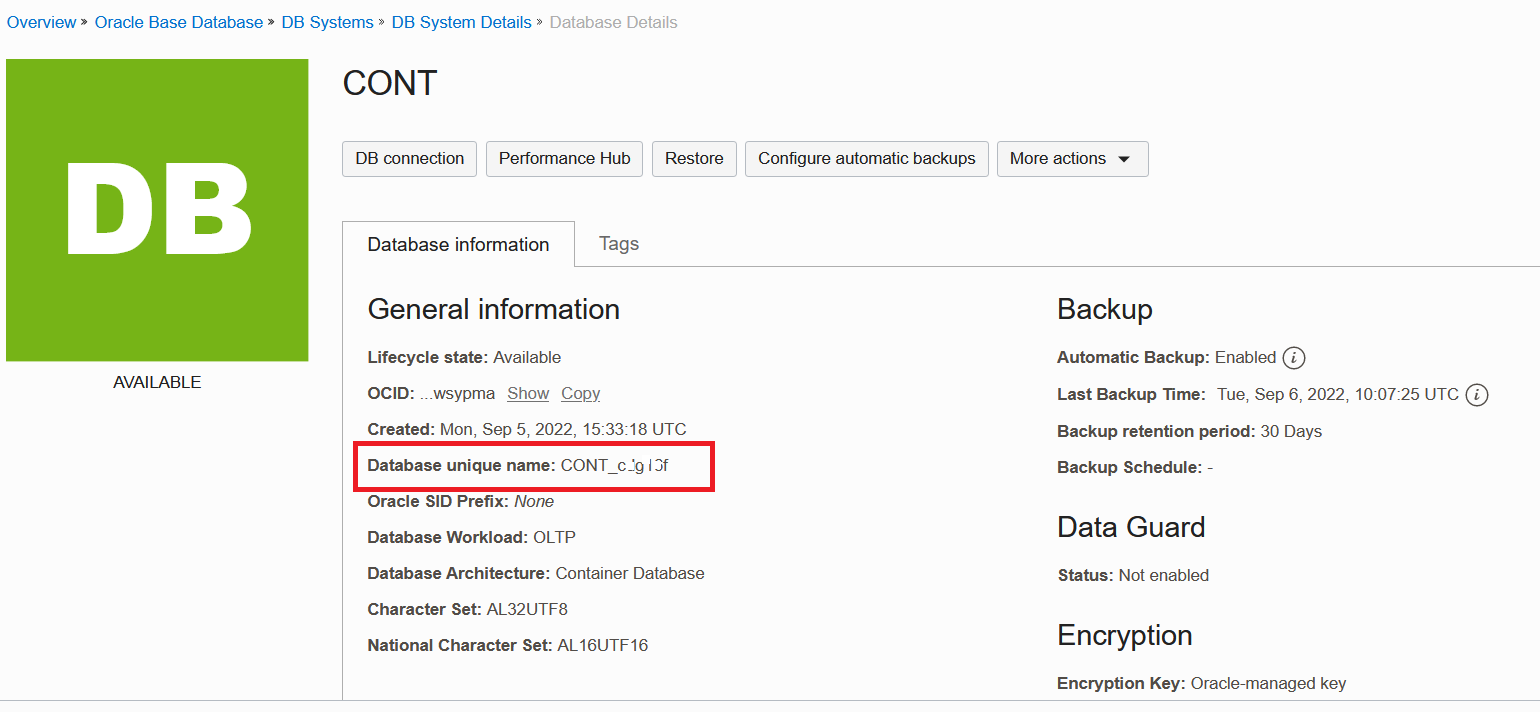 Overview » Oracle Base Database » DB Systems » DB System Details » Database Details
DB
AVAILABLE
CONT
DB connection
Performance Hub
Restore
Configure automatic backups
More actions
Database information
Tags
General information
Lifecycle state: Available
OCID: ...wsypma Show Copy
Created: Mon, Sep 5, 2022, 15:33:18 UTC
Database unique name:
Oracle SID Prefix: None
Database Workload: OLTP
Database Architecture: Container Database
Character Set: AL32UTF8
National Character Set: AL16UTF16
Backup
Automatic Backup: Enabled i
Last Backup Time: Tue, Sep 6, 2022, 10:07:25 UTC i
Backup retention period: 30 Days
Backup Schedule: -
Data Guard
Status: Not enabled
Encryption
Encryption Key: Oracle-managed key